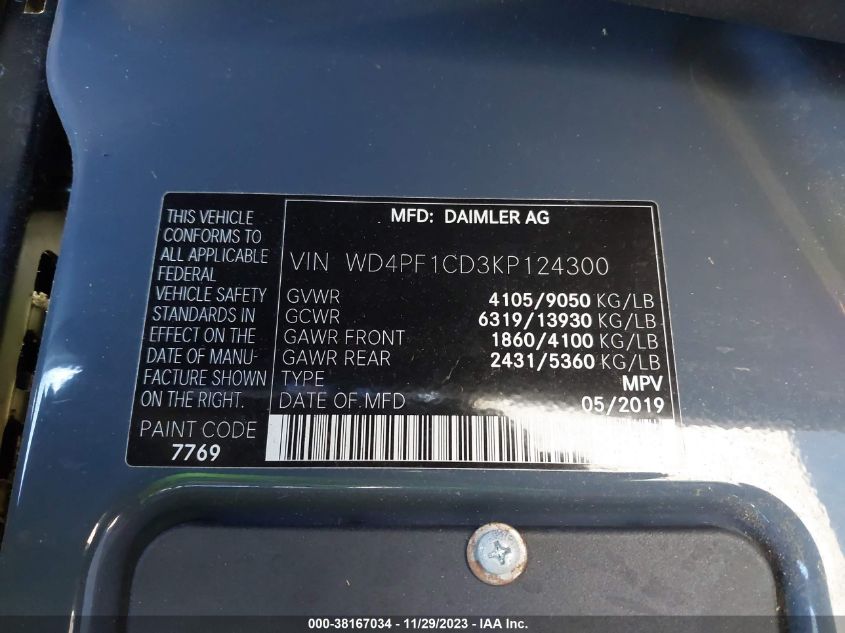 THIS VEHICLE
CONFORMS TO
ALL APPLICABLE
FEDERAL
VEHICLE SAFETY
STANDARDS IN
EFFECT ON THE
DATE OF MANU-
FACTURE SHOWN
ON THE RIGHT.
PAINT CODE
7769
MFD: DAIMLER AG
VIN WD4PF1CD3KP124300
GVWR 4105/9050 KG/LB
GCWR 6319/13930 KG/LB
GAWR FRONT 1860/4100 KG/LB
GAWR REAR 2431/5360 KG/LB
TYPE MPV
DATE OF MFD 05/2019
000-38167034 - 11/29/2023 - IAA Inc.